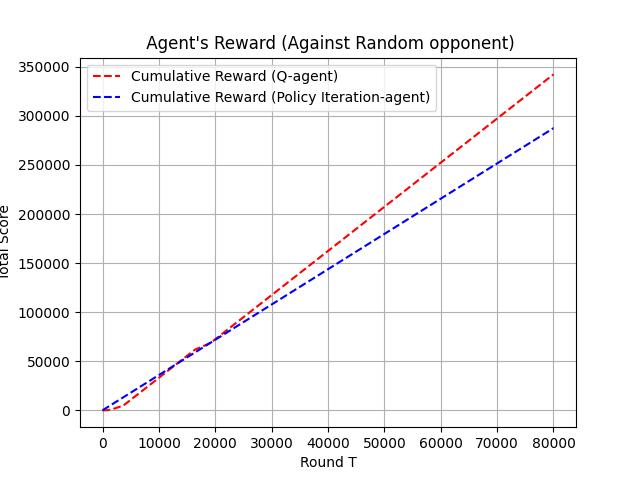 Agent's Reward (Against Random opponent)
Cumulative Reward (Q-agent)
Cumulative Reward (Policy Iteration-agent)
350000
300000
250000
200000
150000
100000
50000
0
Total Score
0 10000 20000 30000 40000 50000 60000 70000 80000
Round T